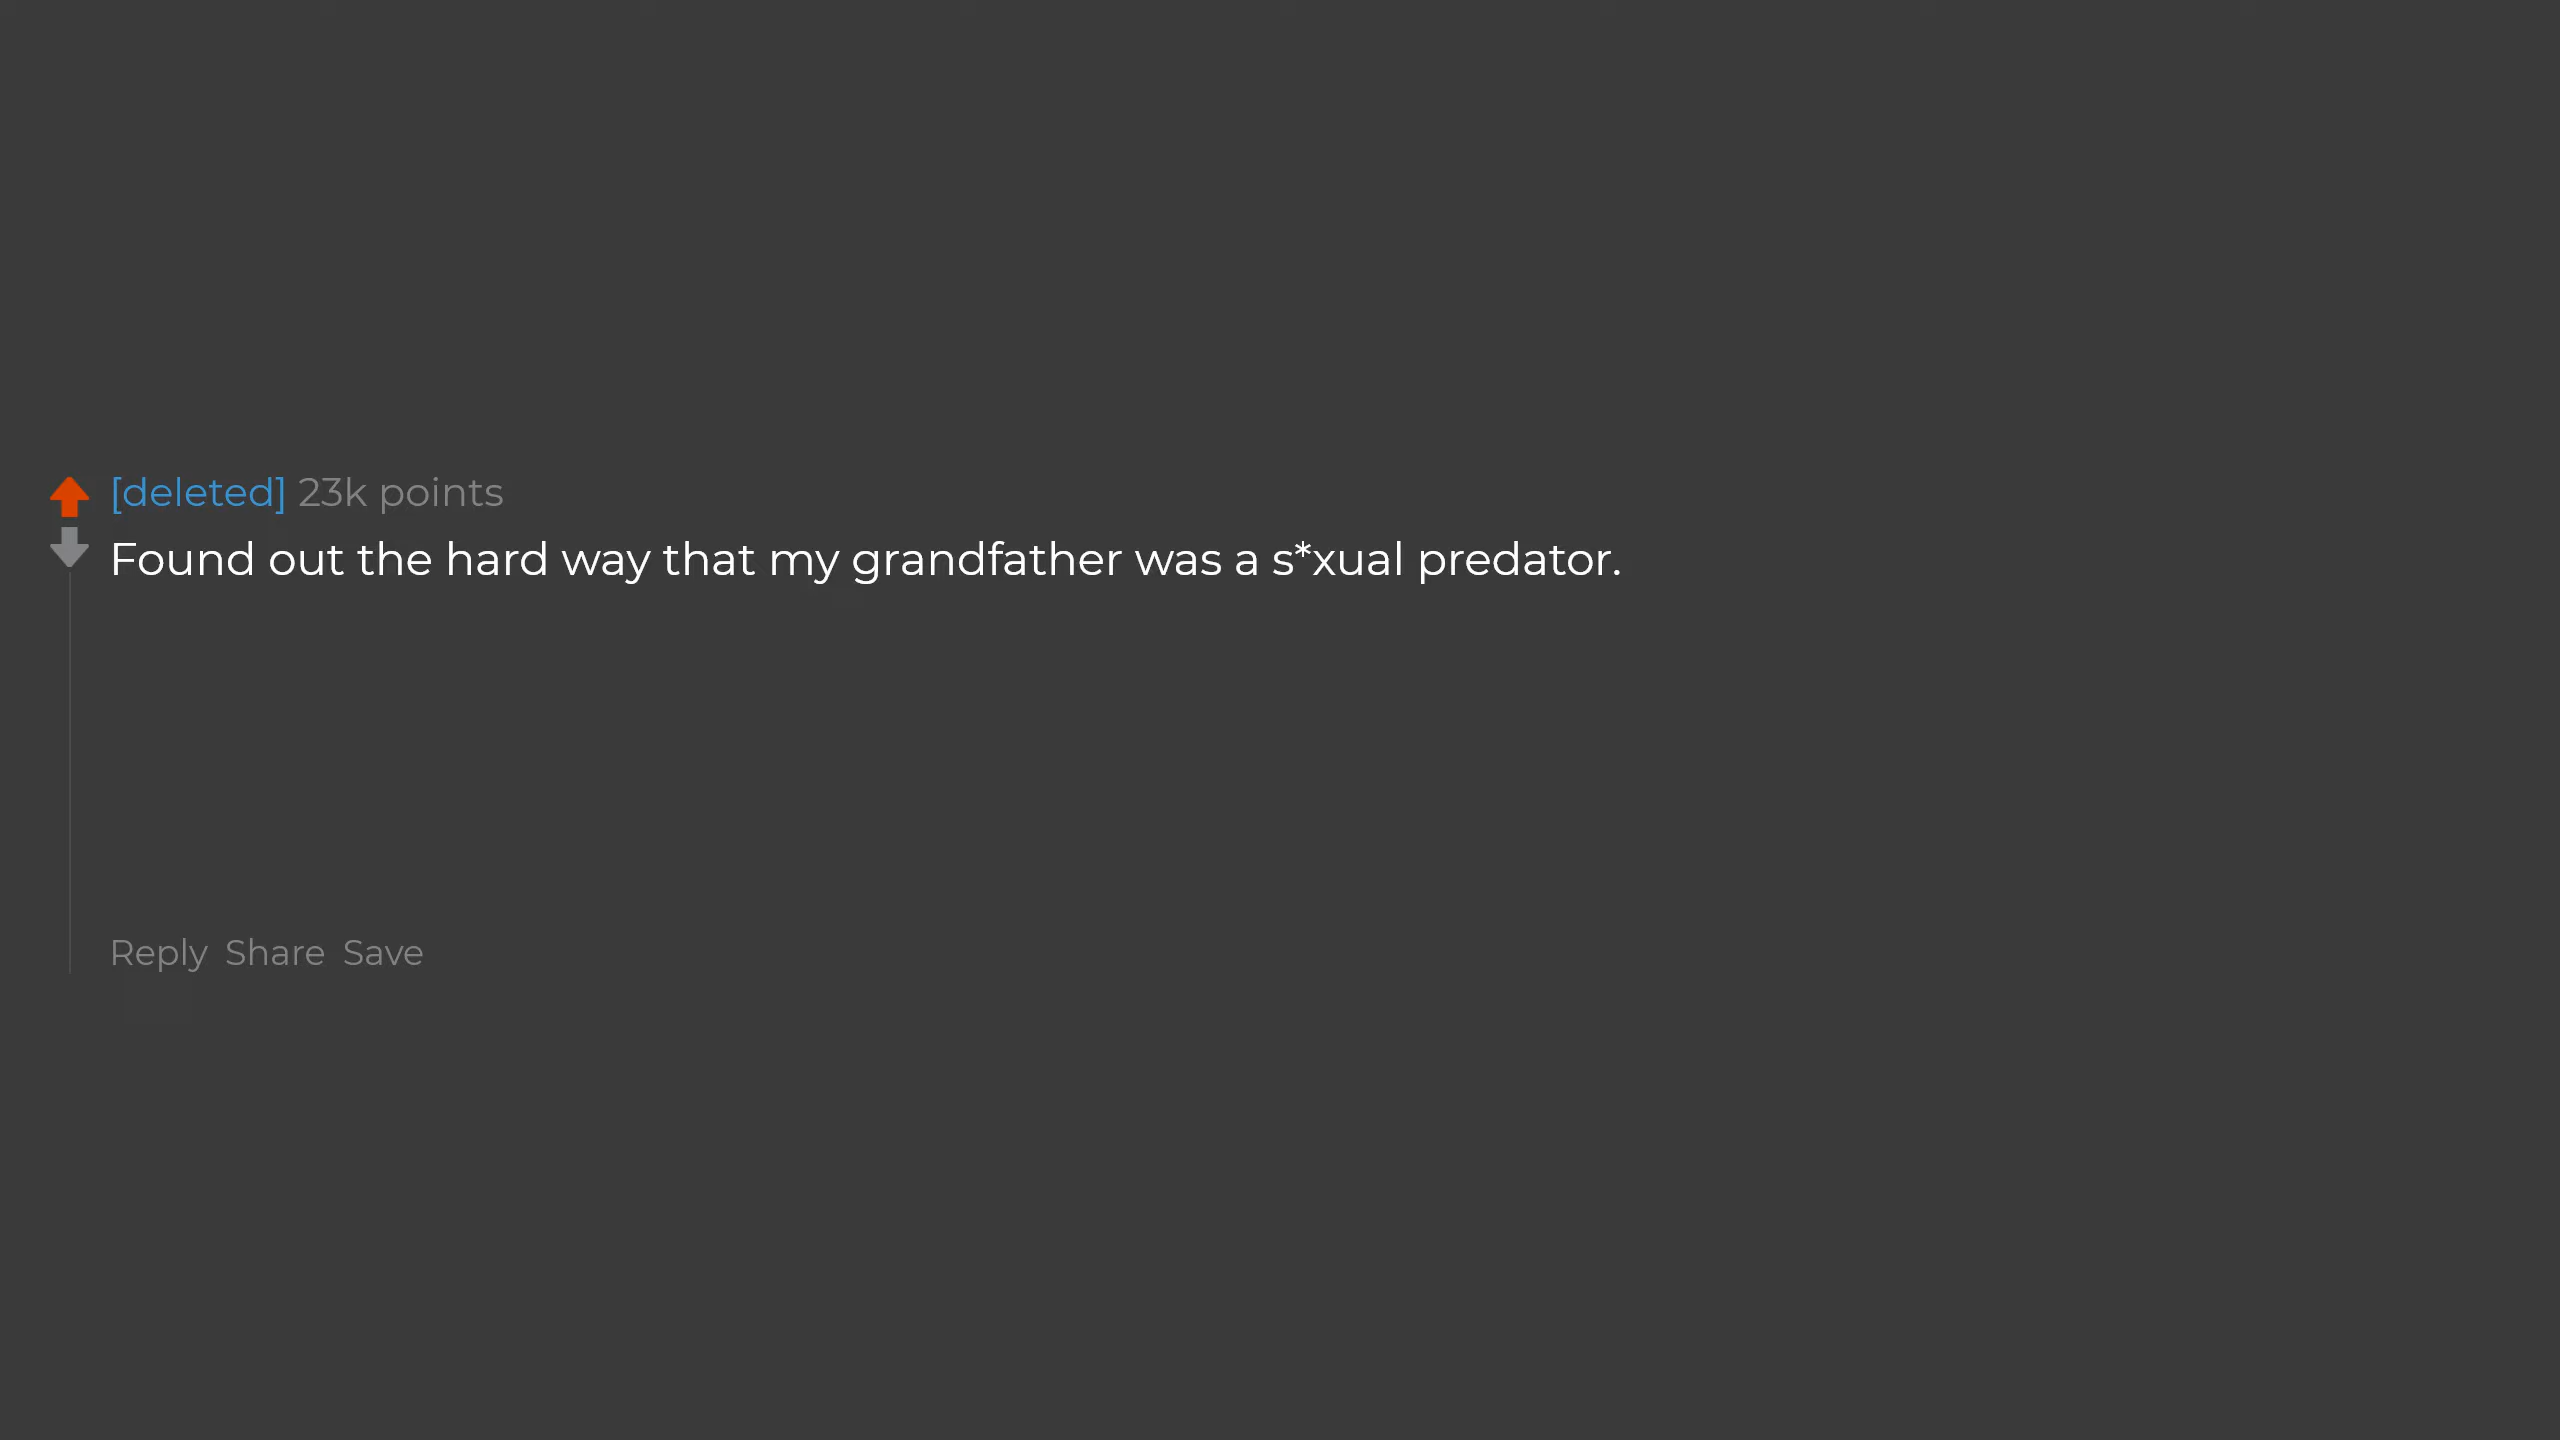 [deleted] 23k points
Found out the hard way that my grandfather was a s*xual predator.
Reply Share Save